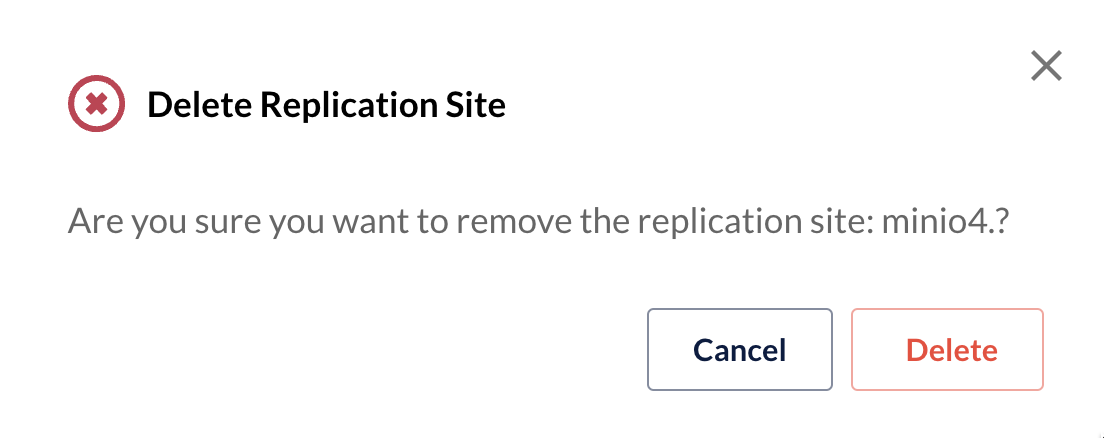 Delete Replication Site
Are you sure you want to remove the replication site: minio4.?
Cancel Delete